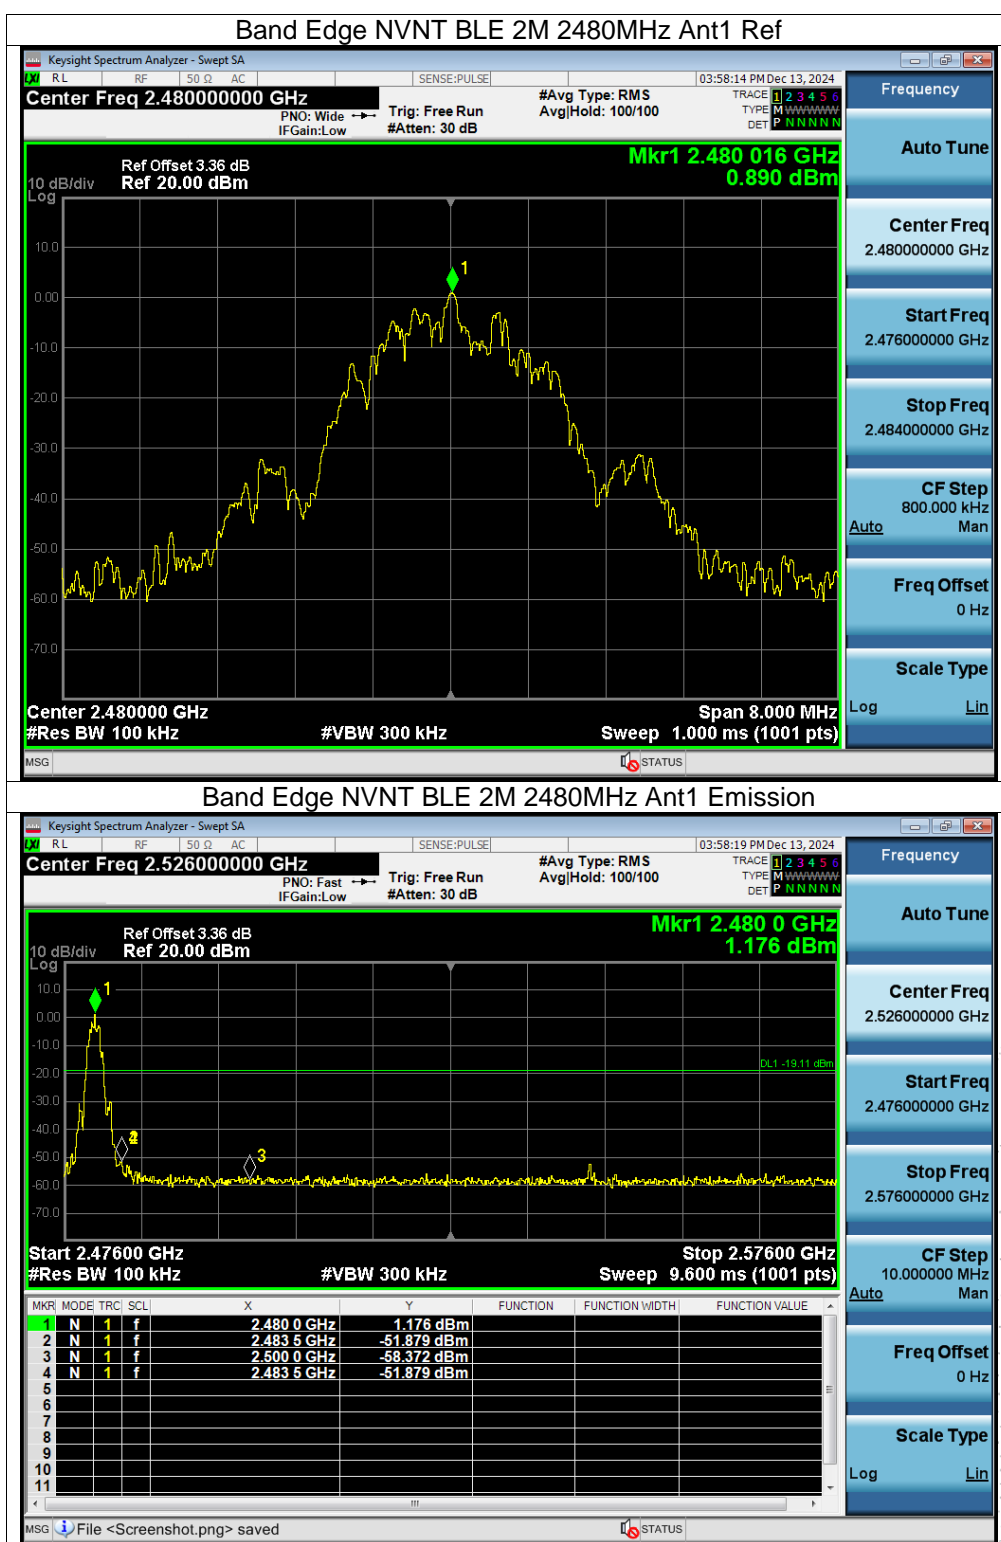 Band Edge NVNT BLE 2M 2480MHz Ant1 Ref
Keysight Spectrum Analyzer - Swept SA
LXI RL RF 50 Ω AC SENSE:PULSE 03:58:14 PM Dec 13, 2024
Center Freq 2.480000000 GHz
PNO: Wide
IFGain:Low
Trig: Free Run
#Atten: 30 dB
#Avg Type: RMS
Avg|Hold: 100/100
TRACE 1 2 3 4 5 6
TYPE M WWWWW
DET P N N N N N
Frequency
Auto Tune
Center Freq
2.480000000 GHz
Start Freq
2.476000000 GHz
Stop Freq
2.484000000 GHz
CF Step
800.000 kHz
Auto Man
Freq Offset
0 Hz
Scale Type
Log Lin
Mkr1 2.480 016 GHz
0.890 dBm
Ref Offset 3.36 dB
10 dB/div Ref 20.00 dBm
Log
10.0
0.00
-10.0
-20.0
-30.0
-40.0
-50.0
-60.0
-70.0
1
Center 2.480000 GHz Span 8.000 MHz
#Res BW 100 kHz #VBW 300 kHz Sweep 1.000 ms (1001 pts)
MSG STATUS
Band Edge NVNT BLE 2M 2480MHz Ant1 Emission
Keysight Spectrum Analyzer - Swept SA
LXI RL RF 50 Ω AC SENSE:PULSE 03:58:19 PM Dec 13, 2024
Center Freq 2.526000000 GHz
PNO: Fast
IFGain:Low
Trig: Free Run
#Atten: 30 dB
#Avg Type: RMS
Avg|Hold: 100/100
TRACE 1 2 3 4 5 6
TYPE M WWWWW
DET P N N N N N
Frequency
Auto Tune
Center Freq
2.526000000 GHz
Start Freq
2.476000000 GHz
Stop Freq
2.576000000 GHz
CF Step
10.000000 MHz
Auto Man
Freq Offset
0 Hz
Scale Type
Log Lin
Mkr1 2.480 0 GHz
1.176 dBm
Ref Offset 3.36 dB
10 dB/div Ref 20.00 dBm
Log
10.0
0.00
-10.0
-20.0
-30.0
-40.0
-50.0
-60.0
-70.0
1
DL1 -19.11 dBm
3
Start 2.47600 GHz Stop 2.57600 GHz
#Res BW 100 kHz #VBW 300 kHz Sweep 9.600 ms (1001 pts)
MKR MODE TRC SCL X Y FUNCTION FUNCTION WIDTH FUNCTION VALUE
1 N 1 f 2.480 0 GHz 1.176 dBm
2 N 1 f 2.483 5 GHz -51.879 dBm
3 N 1 f 2.500 0 GHz -58.372 dBm
4 N 1 f 2.483 5 GHz -51.879 dBm
5
6
7
8
9
10
11
MSG File <Screenshot.png> saved STATUS